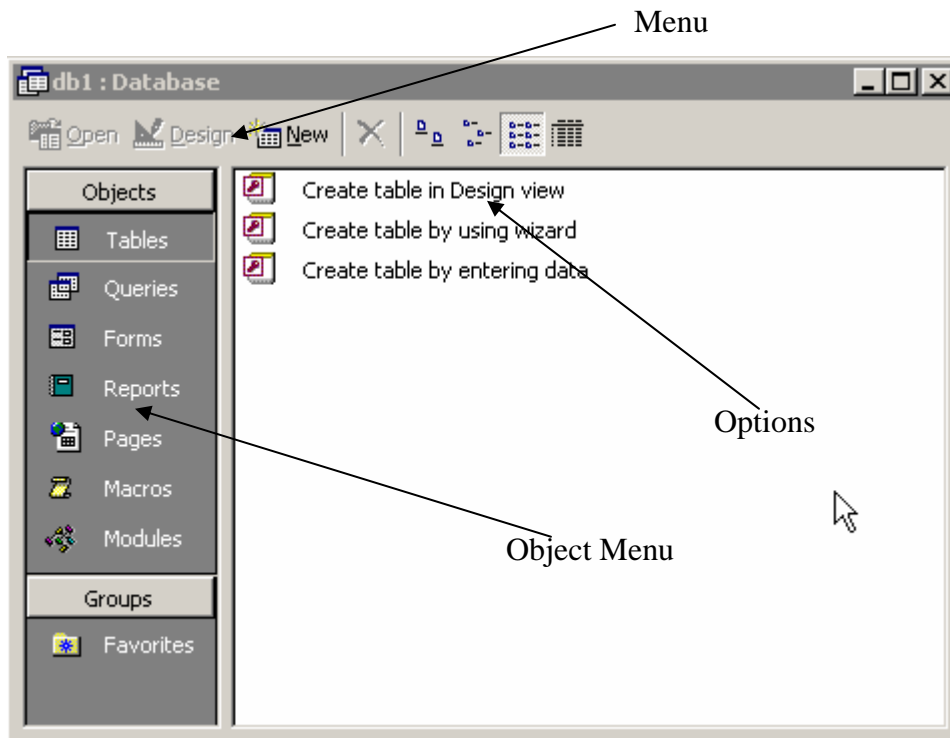 Menu
db1 : Database
Open Design New
Objects
Tables
Queries
Forms
Reports
Pages
Macros
Modules
Groups
Favorites
Create table in Design view
Create table by using wizard
Create table by entering data
Options
Object Menu